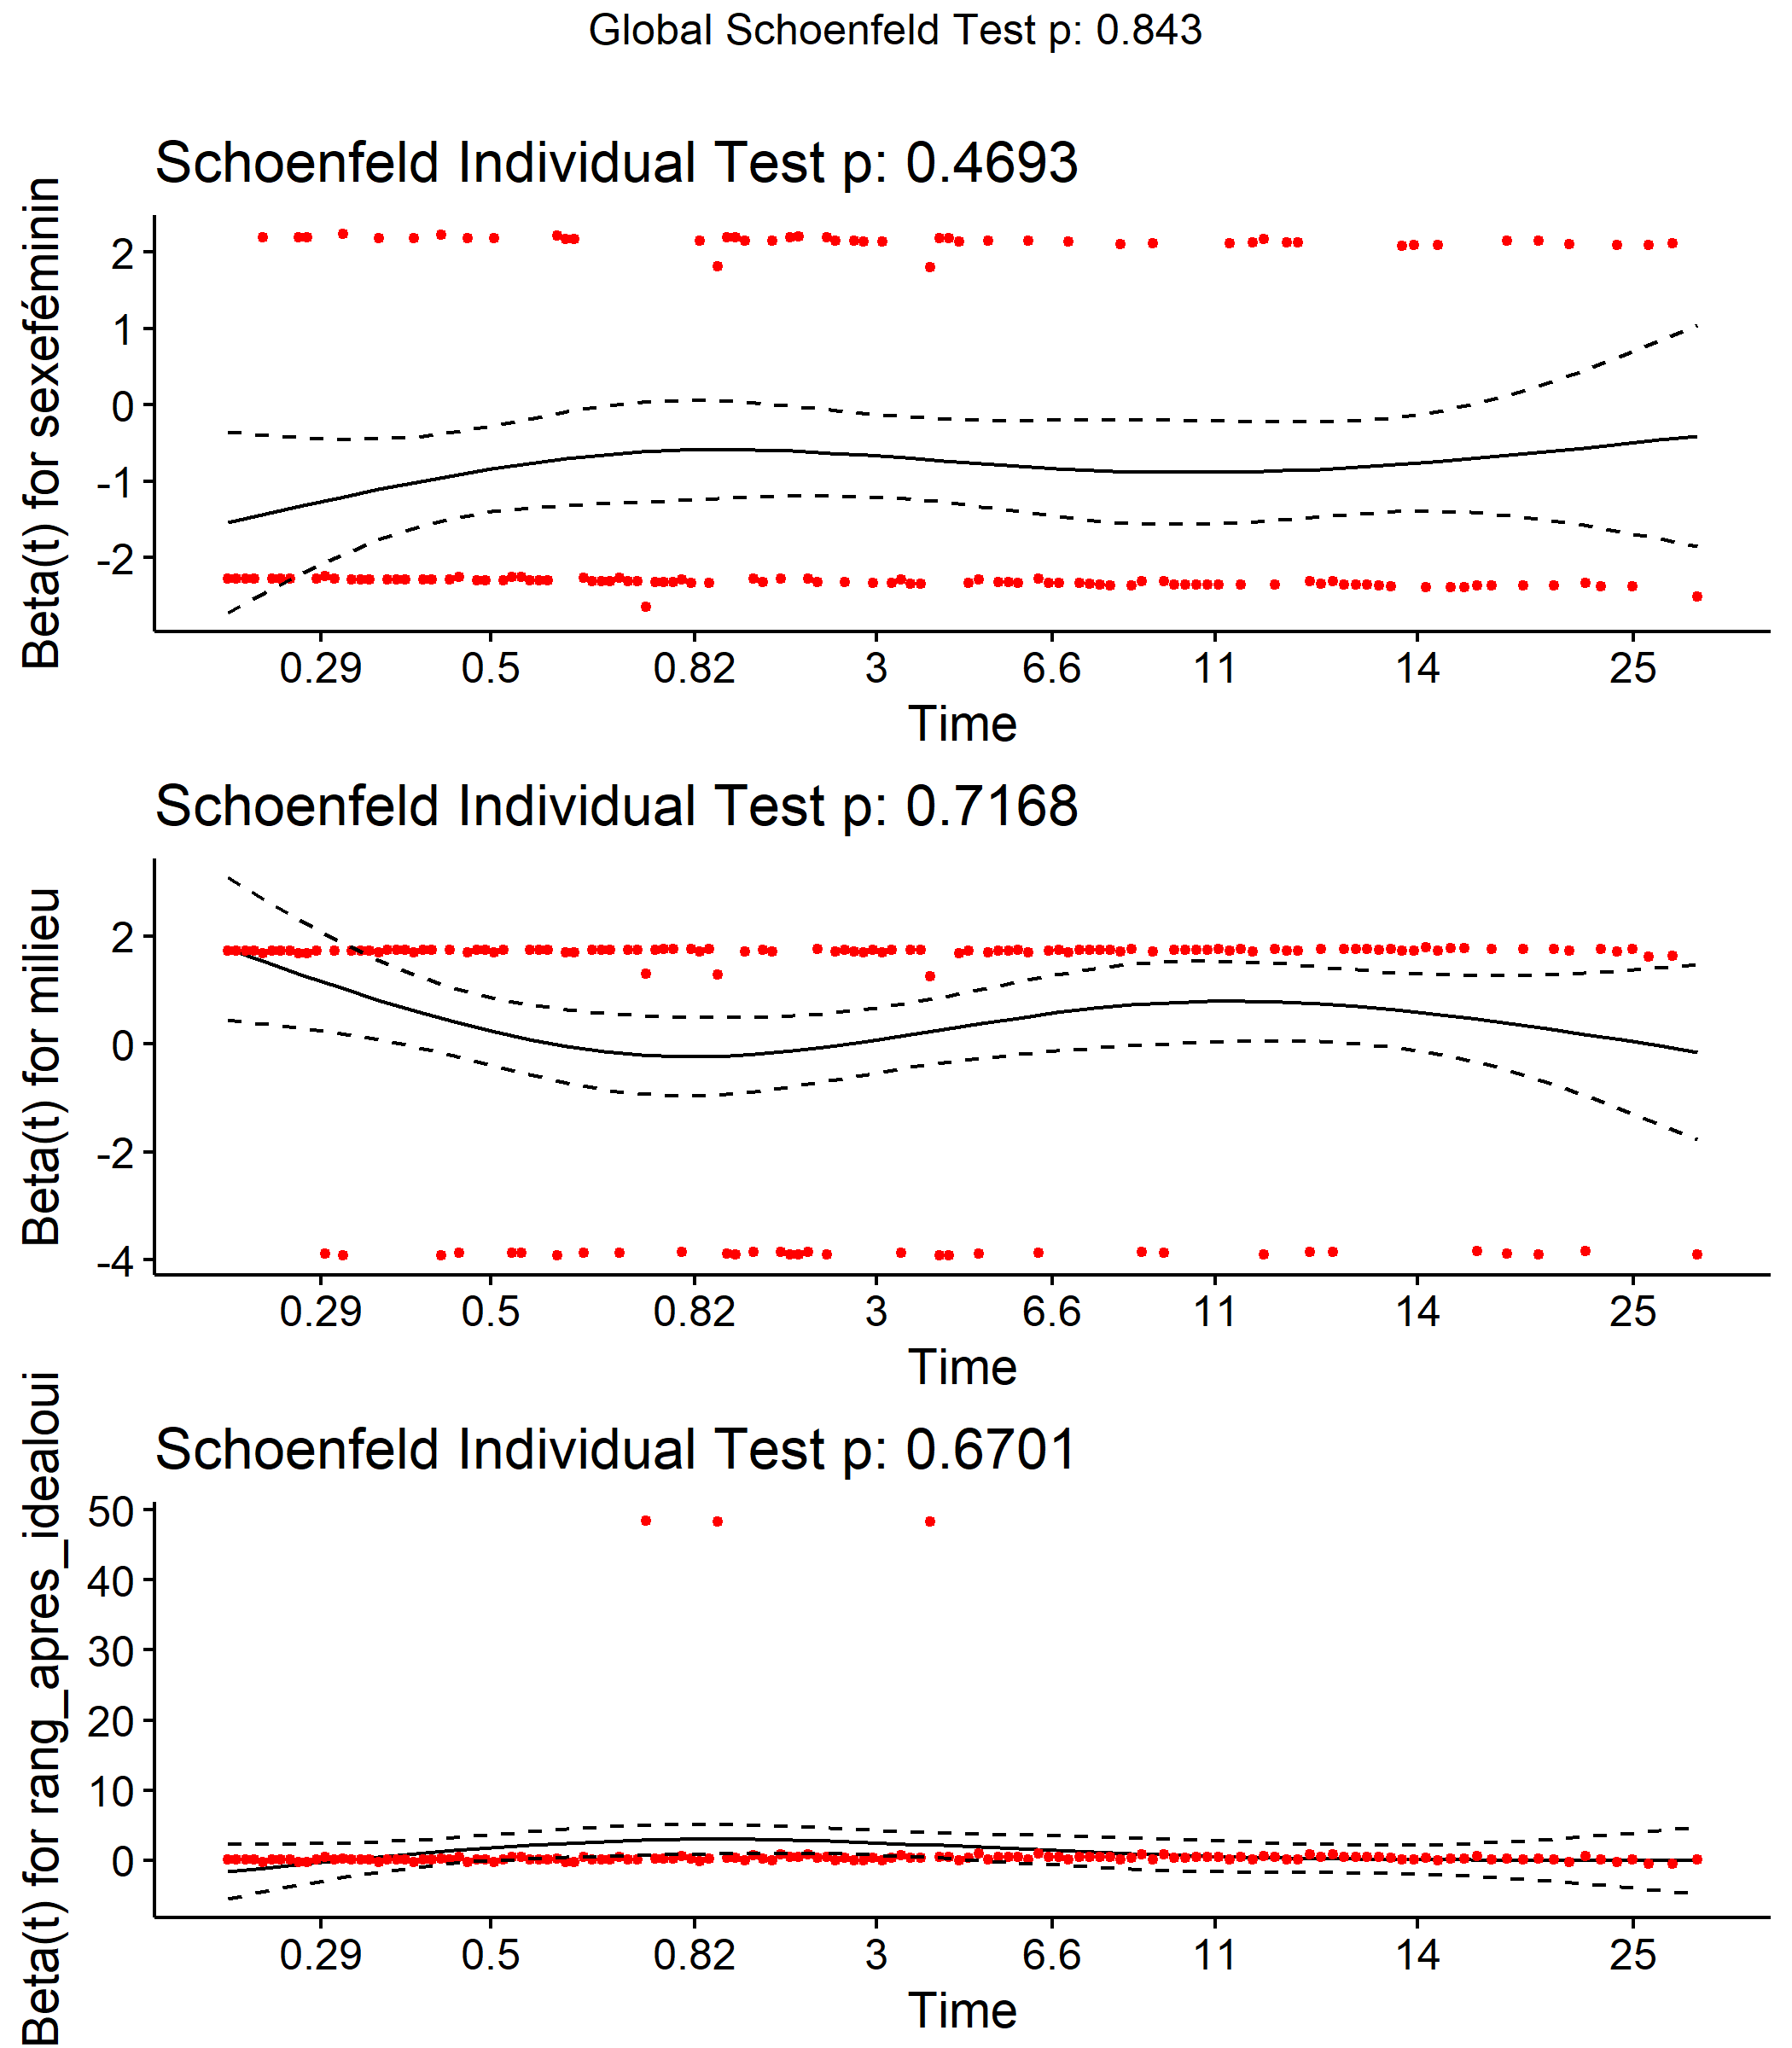 Global Schoenfeld Test p: 0.843
Schoenfeld Individual Test p: 0.4693
Beta(t) for sexeféminin
2
1
0
-1
-2
0.29 0.5 0.82 3 6.6 11 14 25
Time
Schoenfeld Individual Test p: 0.7168
Beta(t) for milieu
2
0
-2
-4
0.29 0.5 0.82 3 6.6 11 14 25
Time
Schoenfeld Individual Test p: 0.6701
Beta(t) for rang_apres_idealoui
50
40
30
20
10
0
0.29 0.5 0.82 3 6.6 11 14 25
Time